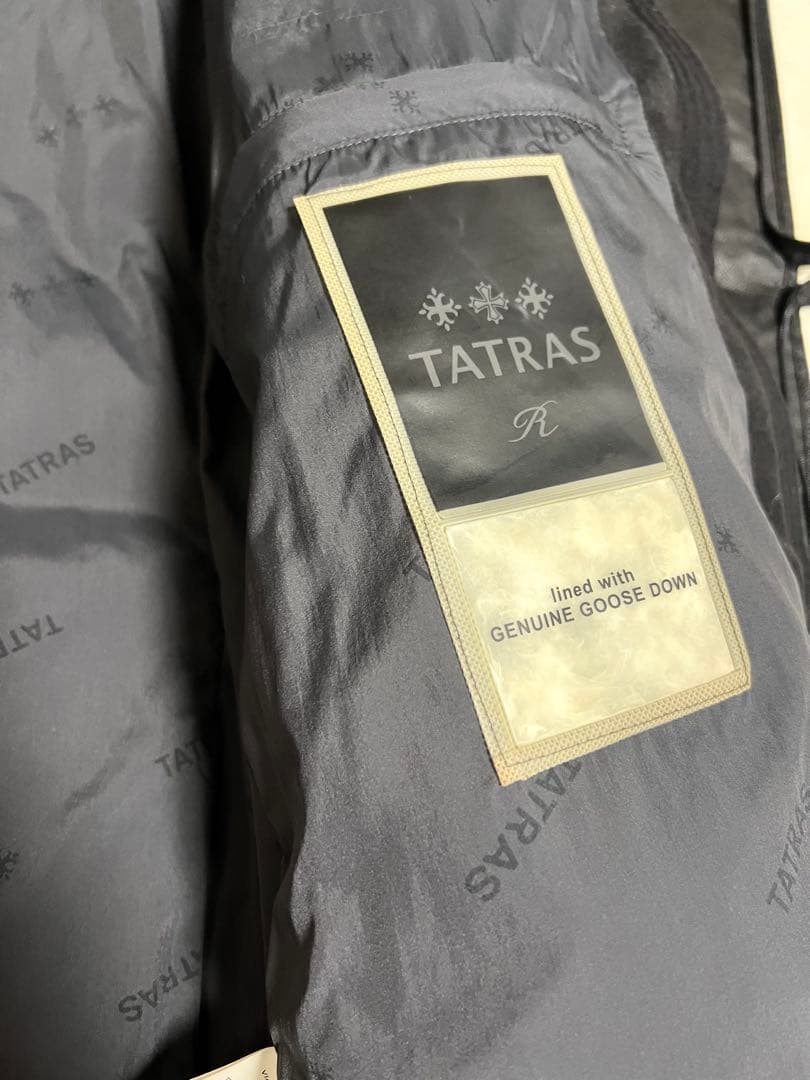 TATRAS
R
lined with
GENUINE GOOSE DOWN
TATRAS
TATRAS
TATRAS
TATRAS
TATRAS